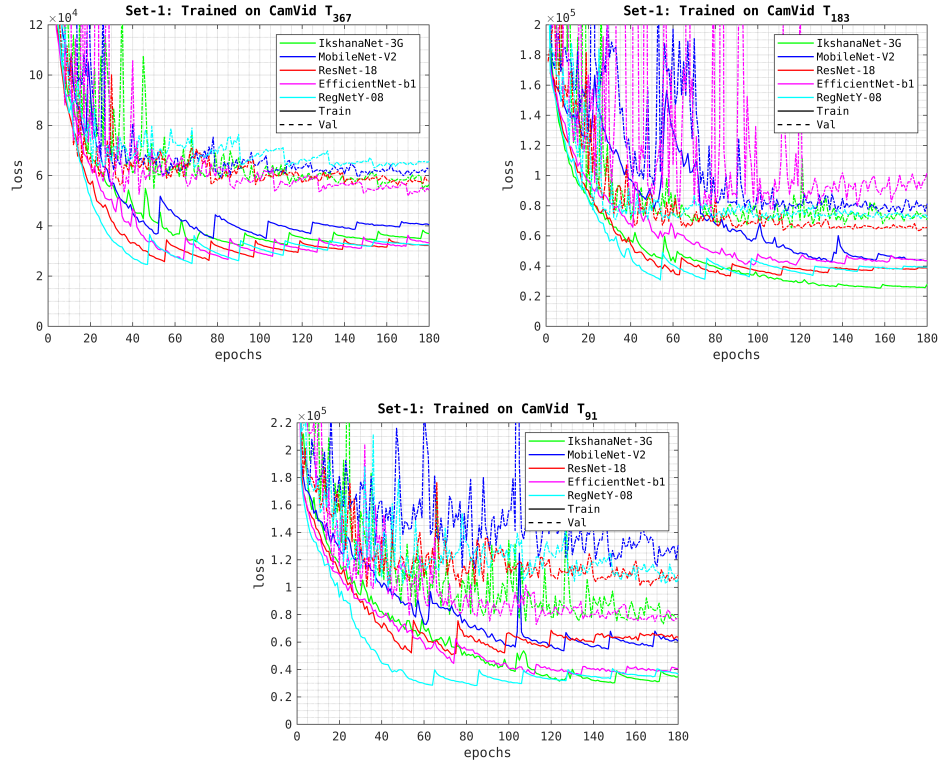 Set-1: Trained on CamVid T367
×10^4
12
10
8
6
4
2
0
loss
0 20 40 60 80 100 120 140 160 180
epochs
IkshanaNet-3G
MobileNet-V2
ResNet-18
EfficientNet-b1
RegNetY-08
Train
Val
Set-1: Trained on CamVid T183
×10^5
2
1.8
1.6
1.4
1.2
1
0.8
0.6
0.4
0.2
0
loss
0 20 40 60 80 100 120 140 160 180
epochs
IkshanaNet-3G
MobileNet-V2
ResNet-18
EfficientNet-b1
RegNetY-08
Train
Val
Set-1: Trained on CamVid T91
×10^5
2.2
2
1.8
1.6
1.4
1.2
1
0.8
0.6
0.4
0.2
0
loss
0 20 40 60 80 100 120 140 160 180
epochs
IkshanaNet-3G
MobileNet-V2
ResNet-18
EfficientNet-b1
RegNetY-08
Train
Val